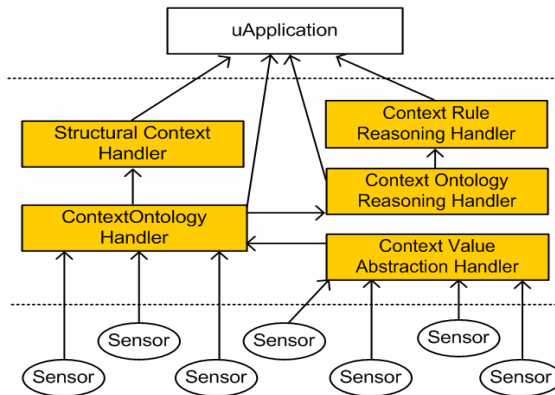 uApplication
Structural Context
Handler
Context Rule
Reasoning Handler
Context Ontology
Reasoning Handler
ContextOntology
Handler
Context Value
Abstraction Handler
Sensor
Sensor
Sensor
Sensor
Sensor
Sensor
Sensor